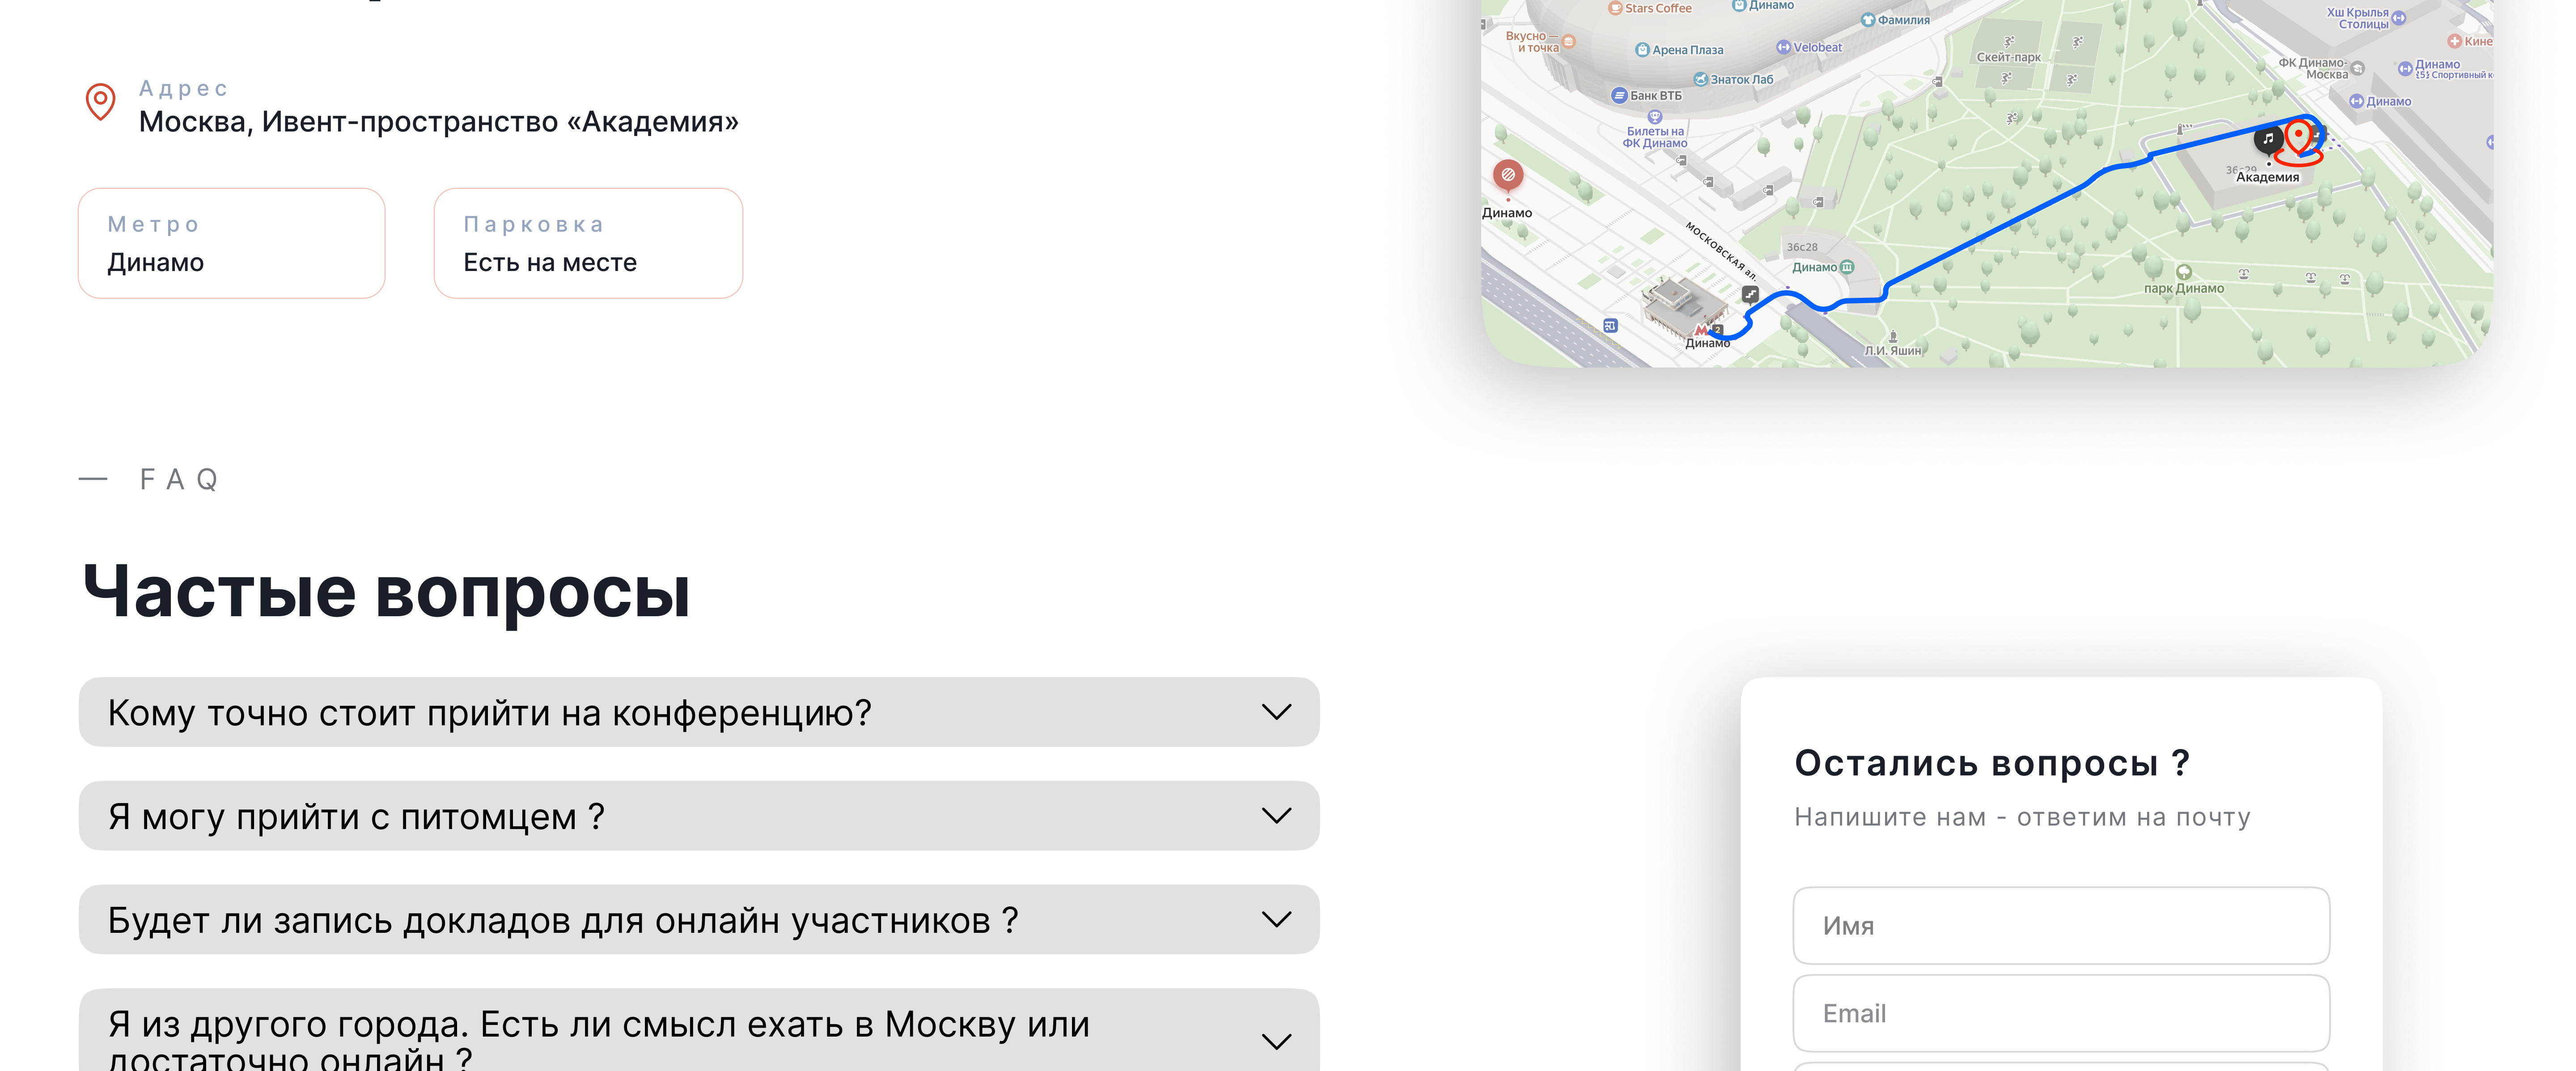 Адрес
Москва, Ивент-пространство «Академия»
Метро
Динамо
Парковка
Есть на месте
Stars Coffee
Динамо
Фамилия
Вкусно —
и точка
Арена Плаза
Velobeat
Знаток Лаб
Банк ВТБ
Билеты на
ФК Динамо
Скейт-парк
Хш Крылья
Столицы
Кине
ФК Динамо-
Москва
Динамо
Спортивный к
Динамо
Динамо
Академия
МОСКОВСКАЯ ал.
36с28
Динамо
парк Динамо
2
Динамо
Л.И. Яшин
— FAQ
Частые вопросы
Кому точно стоит прийти на конференцию?
Я могу прийти с питомцем ?
Будет ли запись докладов для онлайн участников ?
Я из другого города. Есть ли смысл ехать в Москву или
достаточно онлайн ?
Остались вопросы ?
Напишите нам - ответим на почту
Имя
Email